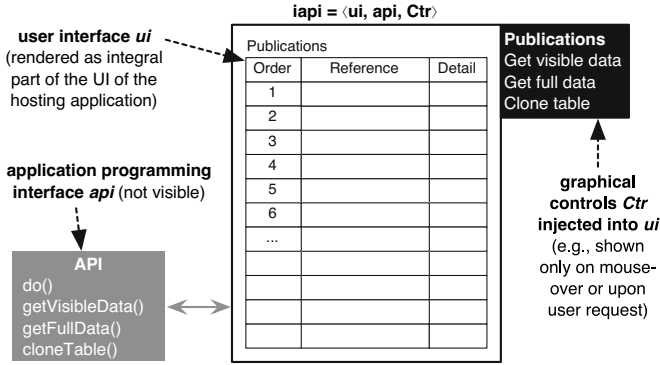 iapi = ⟨ui, api, Ctr⟩
user interface ui
(rendered as integral
part of the UI of the
hosting application)
Publications
Order Reference Detail
1
2
3
4
5
6
...
Publications
Get visible data
Get full data
Clone table
application programming
interface api (not visible)
graphical
controls Ctr
injected into ui
(e.g., shown
only on mouse-
over or upon
user request)
API
do()
getVisibleData()
getFullData()
cloneTable()